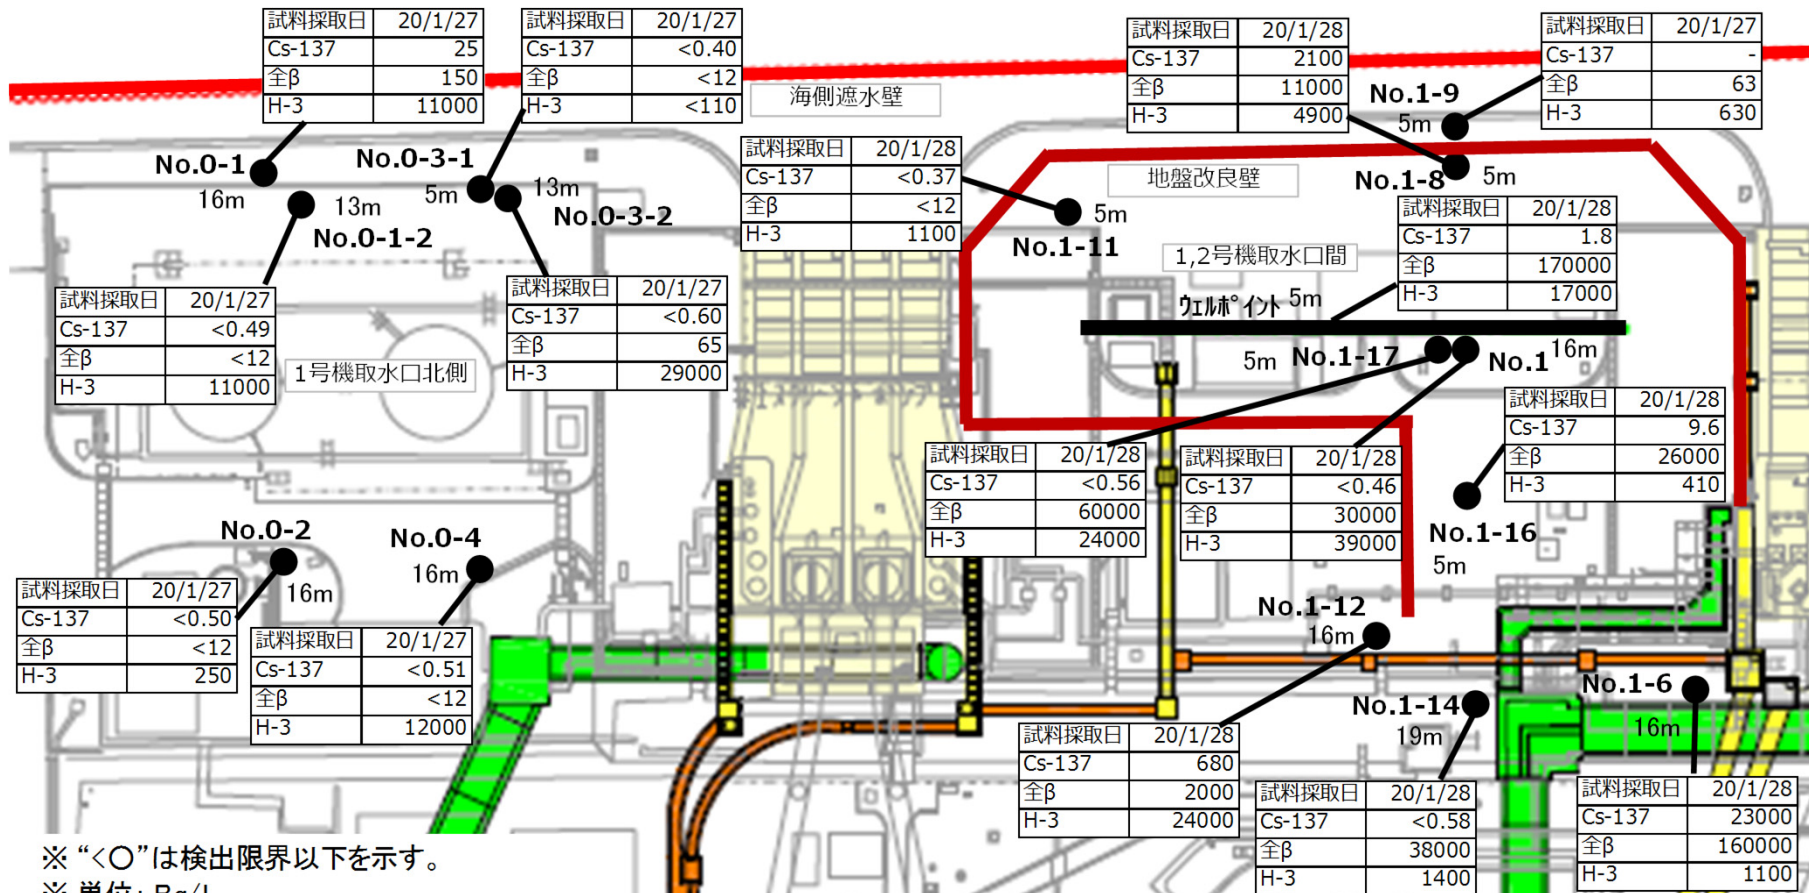 試料採取日 20/1/27
Cs-137 25
全β 150
H-3 11000
試料採取日 20/1/27
Cs-137 <0.40
全β <12
H-3 <110
海側遮水壁
試料採取日 20/1/28
Cs-137 2100
全β 11000
H-3 4900
No.1-9
5m
試料採取日 20/1/27
Cs-137 -
全β 63
H-3 630
No.0-1
16m
No.0-3-1
5m
13m
No.0-3-2
13m
No.0-1-2
試料採取日 20/1/28
Cs-137 <0.37
全β <12
H-3 1100
5m
No.1-11
地盤改良壁
No.1-8
5m
試料採取日 20/1/28
Cs-137 1.8
全β 170000
H-3 17000
1,2号機取水口間
ウェルポイント 5m
試料採取日 20/1/27
Cs-137 <0.49
全β <12
H-3 11000
1号機取水口北側
試料採取日 20/1/27
Cs-137 <0.60
全β 65
H-3 29000
5m No.1-17
No.1 16m
試料採取日 20/1/28
Cs-137 9.6
全β 26000
H-3 410
No.1-16
5m
試料採取日 20/1/28
Cs-137 <0.56
全β 60000
H-3 24000
試料採取日 20/1/28
Cs-137 <0.46
全β 30000
H-3 39000
No.0-2
16m
No.0-4
16m
試料採取日 20/1/27
Cs-137 <0.50
全β <12
H-3 250
試料採取日 20/1/27
Cs-137 <0.51
全β <12
H-3 12000
No.1-12
16m
No.1-14
19m
No.1-6
16m
試料採取日 20/1/28
Cs-137 680
全β 2000
H-3 24000
試料採取日 20/1/28
Cs-137 <0.58
全β 38000
H-3 1400
試料採取日 20/1/28
Cs-137 23000
全β 160000
H-3 1100
※ “<○”は検出限界以下を示す。
※ 単位: Bq/L